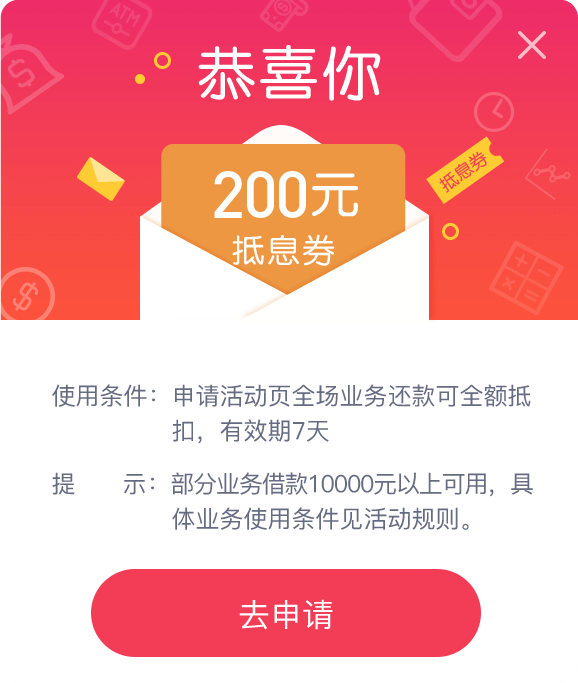 ATM
恭喜你
200元
抵息券
抵息券
使用条件：申请活动页全场业务还款可全额抵
扣，有效期7天
提　　示：部分业务借款10000元以上可用，具
体业务使用条件见活动规则。
去申请